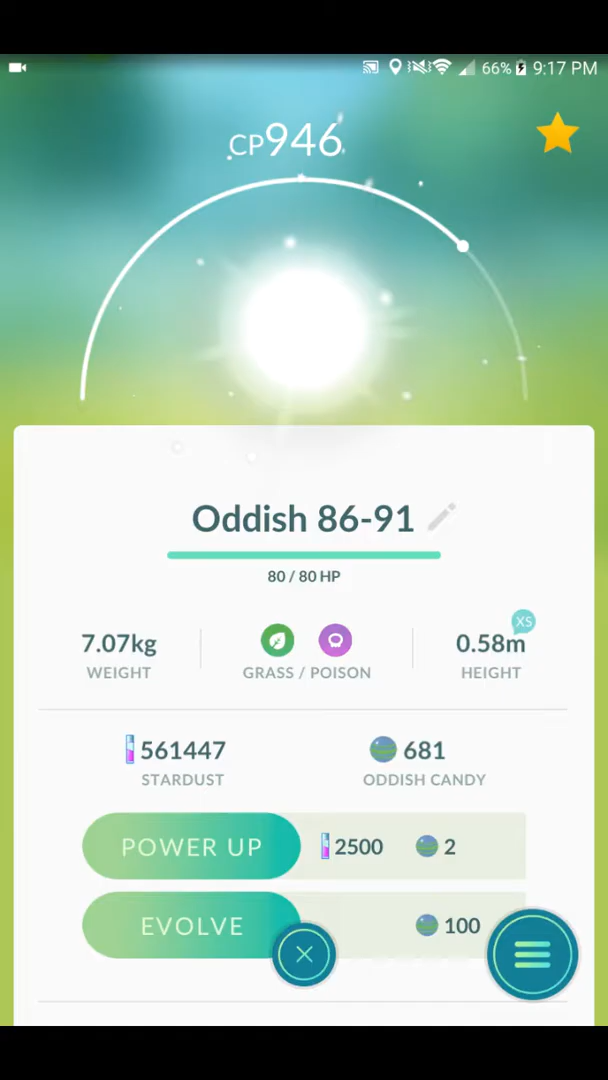 66% 9:17 PM
CP946
Oddish 86-91
80 / 80 HP
XS
7.07kg 0.58m
WEIGHT GRASS / POISON HEIGHT
561447 681
STARDUST ODDISH CANDY
POWER UP 2500 2
EVOLVE 100